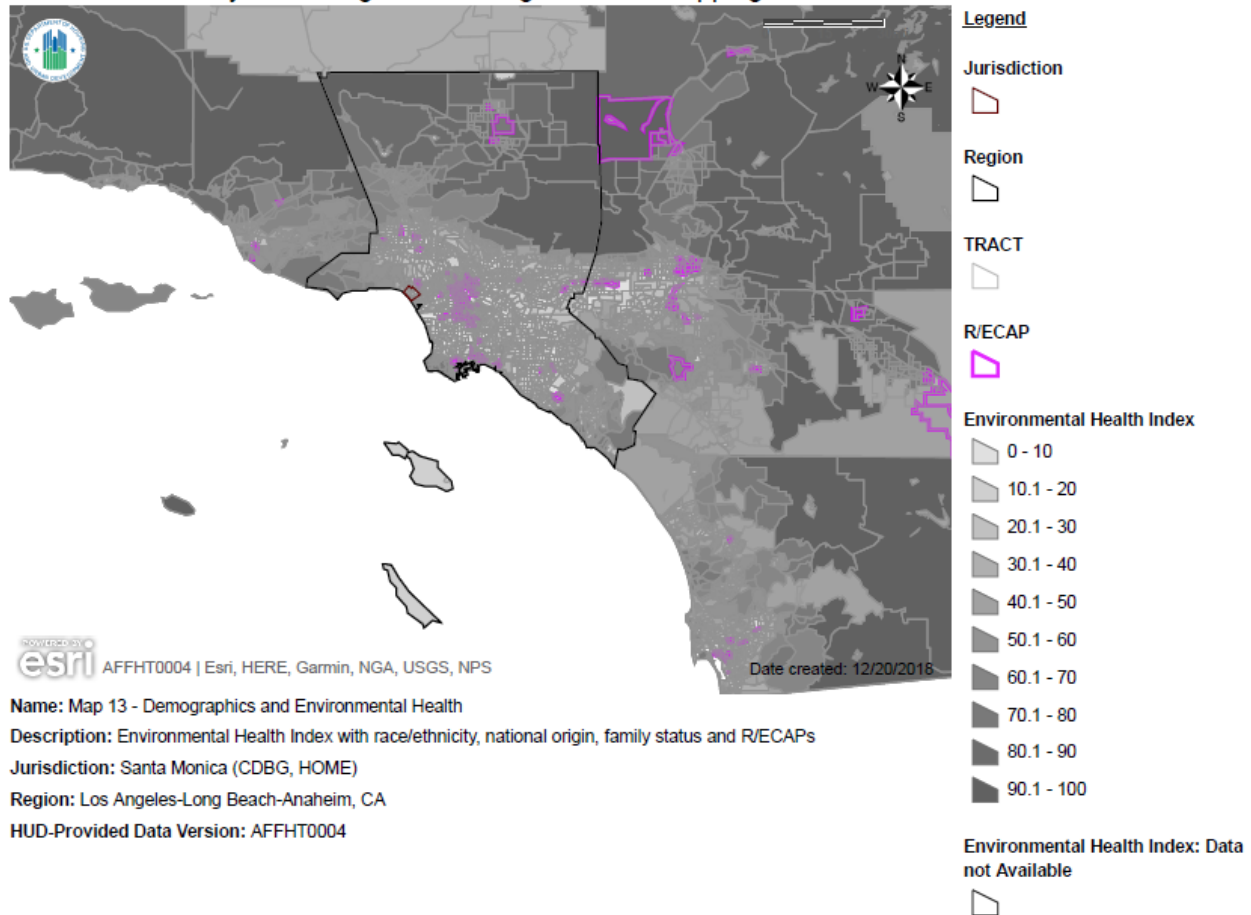 Legend
Jurisdiction
Region
TRACT
R/ECAP
Environmental Health Index
0 - 10
10.1 - 20
20.1 - 30
30.1 - 40
40.1 - 50
50.1 - 60
60.1 - 70
70.1 - 80
80.1 - 90
90.1 - 100
Environmental Health Index: Data
not Available
N
W E
S
POWERED BY
esri
AFFHT0004 | Esri, HERE, Garmin, NGA, USGS, NPS
Date created: 12/20/2018
Name: Map 13 - Demographics and Environmental Health
Description: Environmental Health Index with race/ethnicity, national origin, family status and R/ECAPs
Jurisdiction: Santa Monica (CDBG, HOME)
Region: Los Angeles-Long Beach-Anaheim, CA
HUD-Provided Data Version: AFFHT0004